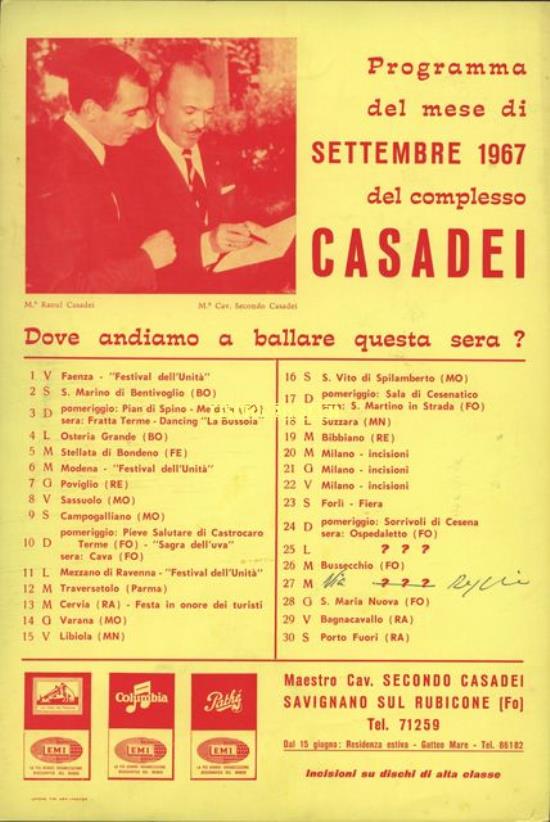 Programma
del mese di
SETTEMBRE 1967
del complesso
CASADEI
M.° Raoul Casadei
M.° Cav. Secondo Casadei
Dove andiamo a ballare questa sera ?
1 V Faenza - "Festival dell'Unità"
2 S S. Marino di Bentivoglio (BO)
3 D pomeriggio: Pian di Spino -
sera: Fratta Terme - Dancing "La Bussola"
4 L Osteria Grande (BO)
5 M Stellata di Bondeno (FE)
6 M Modena - "Festival dell'Unità"
7 G Poviglio (RE)
8 V Sassuolo (MO)
9 S Campogalliano (MO)
10 D pomeriggio: Pieve Salutare di Castrocaro
Terme (FO) - "Sagra dell'uva"
sera: Cava (FO)
11 L Mezzano di Ravenna - "Festival dell'Unità"
12 M Traversetolo (Parma)
13 M Cervia (RA) - Festa in onore dei turisti
14 G Varana (MO)
15 V Libiola (MN)
16 S S. Vito di Spilamberto (MO)
17 D pomeriggio: Sala di Cesenatico
sera: S. Martino in Strada (FO)
18 L Suzzara (MN)
19 M Bibbiano (RE)
20 M Milano - incisioni
21 G Milano - incisioni
22 V Milano - incisioni
23 S Forlì - Fiera
24 D pomeriggio: Sorrivoli di Cesena
sera: Ospedaletto (FO)
25 L ? ? ?
26 M Bussecchio (FO)
27 M ? ? ?
28 G S. Maria Nuova (FO)
29 V Bagnacavallo (RA)
30 S Porto Fuori (RA)
Columbia
Pathé
EMI
EMI
EMI
Maestro Cav. SECONDO CASADEI
SAVIGNANO SUL RUBICONE (Fo)
Tel. 71259
Dal 15 giugno: Residenza estiva - Gatteo Mare - Tel. 86182
Incisioni su dischi di alta classe